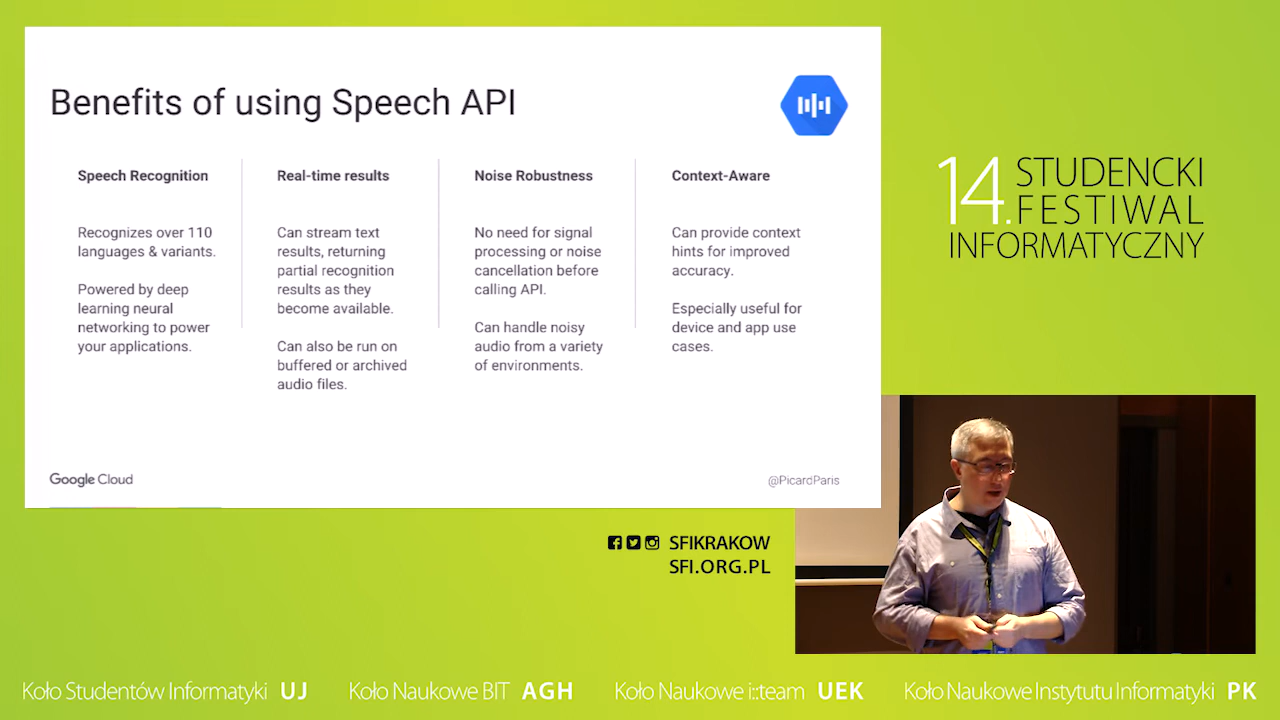 Benefits of using Speech API
Speech Recognition
Recognizes over 110
languages & variants.
Powered by deep
learning neural
networking to power
your applications.
Real-time results
Can stream text
results, returning
partial recognition
results as they
become available.
Can also be run on
buffered or archived
audio files.
Noise Robustness
No need for signal
processing or noise
cancellation before
calling API.
Can handle noisy
audio from a variety
of environments.
Context-Aware
Can provide context
hints for improved
accuracy.
Especially useful for
device and app use
cases.
Google Cloud
@PicardParis
14. STUDENCKI
FESTIWAL
INFORMATYCZNY
SFIKRAKOW
SFI.ORG.PL
Koło Studentów Informatyki UJ
Koło Naukowe BIT AGH
Koło Naukowe i::team UEK
Koło Naukowe Instytutu Informatyki PK